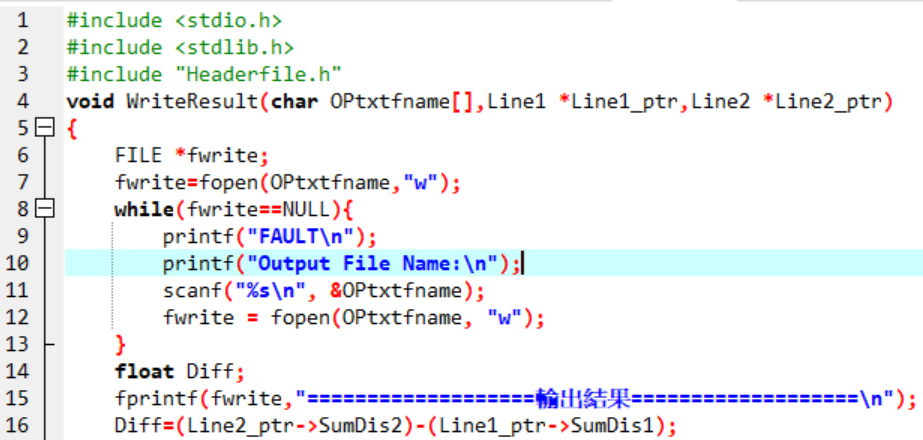 1 #include <stdio.h>
2 #include <stdlib.h>
3 #include "Headerfile.h"
4 void WriteResult(char OPtxtfname[],Line1 *Line1_ptr,Line2 *Line2_ptr)
5 {
6 FILE *fwrite;
7 fwrite=fopen(OPtxtfname,"w");
8 while(fwrite==NULL){
9 printf("FAULT\n");
10 printf("Output File Name:\n");
11 scanf("%s\n", &OPtxtfname);
12 fwrite = fopen(OPtxtfname, "w");
13 }
14 float Diff;
15 fprintf(fwrite,"===================輸出結果===================\n");
16 Diff=(Line2_ptr->SumDis2)-(Line1_ptr->SumDis1);